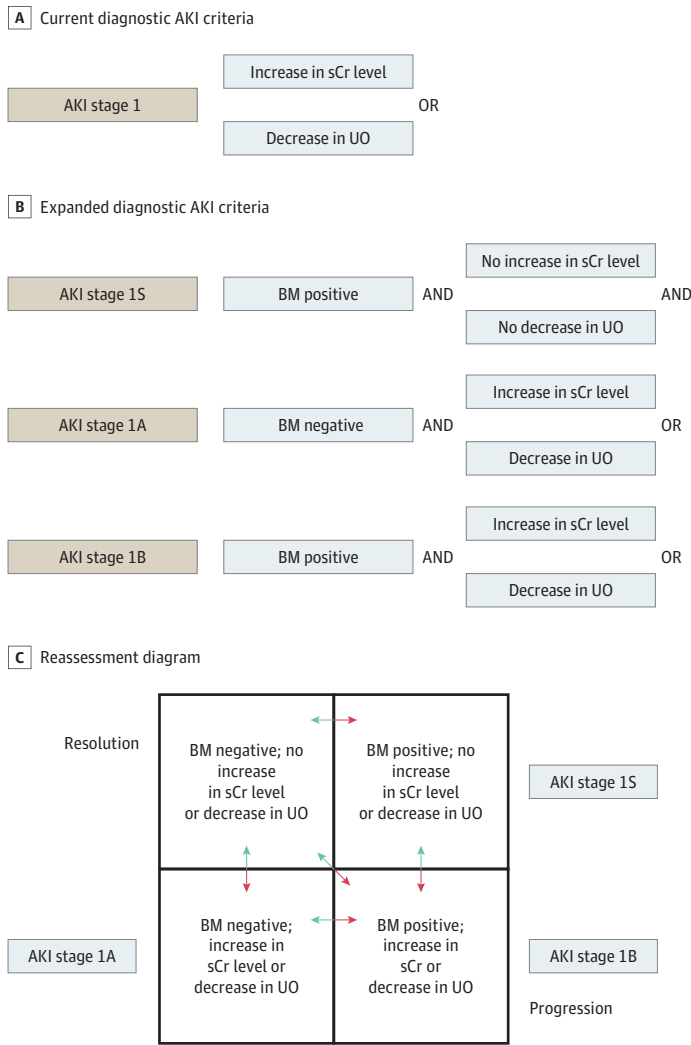 A Current diagnostic AKI criteria
Increase in sCr level
AKI stage 1
OR
Decrease in UO
B Expanded diagnostic AKI criteria
No increase in sCr level
AKI stage 1S
BM positive
AND
AND
No decrease in UO
Increase in sCr level
AKI stage 1A
BM negative
AND
OR
Decrease in UO
Increase in sCr level
AKI stage 1B
BM positive
AND
OR
Decrease in UO
C Reassessment diagram
Resolution
BM negative; no
increase
in sCr level
or decrease in UO
BM positive; no
increase
in sCr level
or decrease in UO
AKI stage 1S
AKI stage 1A
BM negative;
increase in
sCr level or
decrease in UO
BM positive;
increase in
sCr or
decrease in UO
AKI stage 1B
Progression